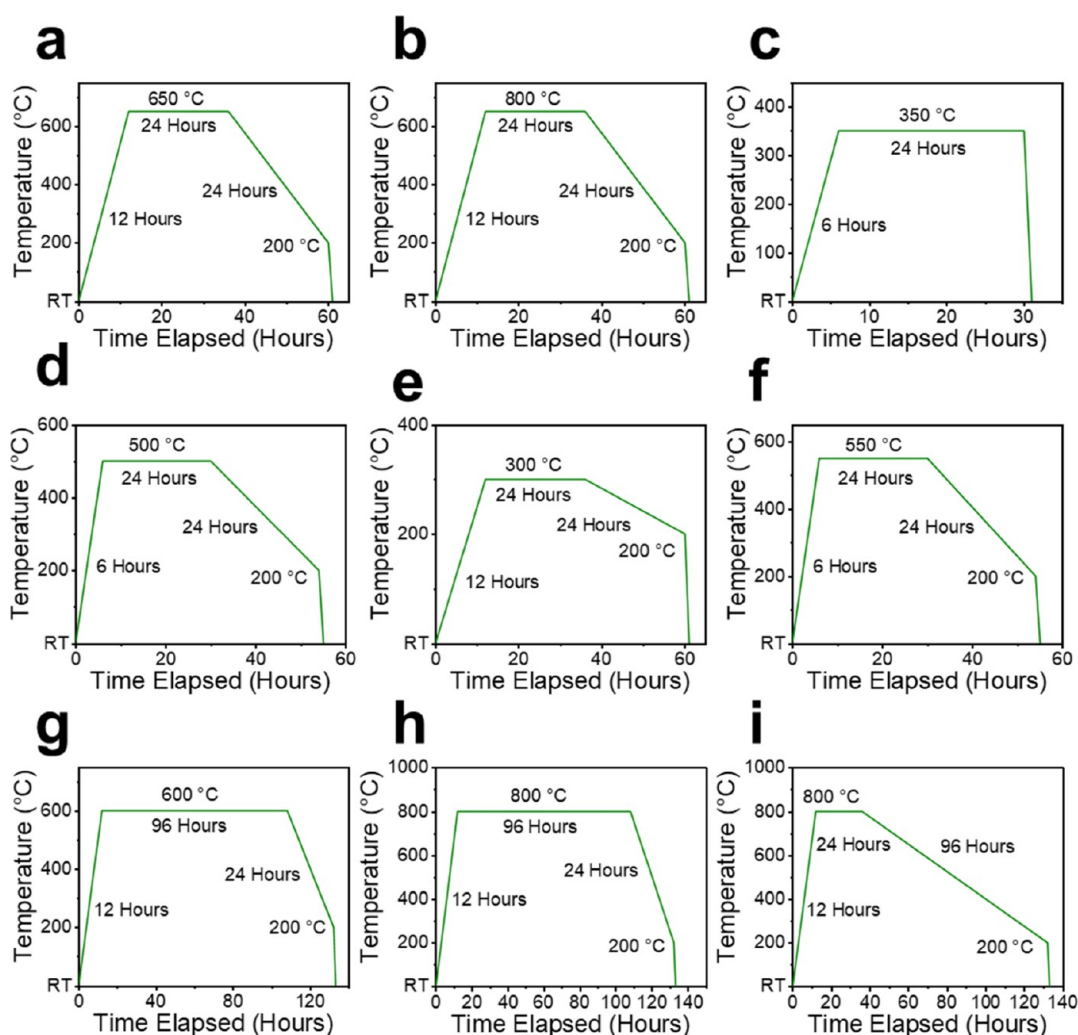 a
Temperature (°C)
600
400
200
RT
650 °C
24 Hours
24 Hours
12 Hours
200 °C
0
20
40
60
Time Elapsed (Hours)
b
Temperature (°C)
600
400
200
RT
800 °C
24 Hours
24 Hours
12 Hours
200 °C
0
20
40
60
Time Elapsed (Hours)
c
Temperature (°C)
400
300
200
100
RT
350 °C
24 Hours
6 Hours
0
10
20
30
Time Elapsed (Hours)
d
Temperature (°C)
600
400
200
RT
500 °C
24 Hours
24 Hours
6 Hours
200 °C
0
20
40
60
Time Elapsed (Hours)
e
Temperature (°C)
400
200
RT
300 °C
24 Hours
24 Hours
200 °C
12 Hours
0
20
40
60
Time Elapsed (Hours)
f
Temperature (°C)
600
400
200
RT
550 °C
24 Hours
24 Hours
6 Hours
200 °C
0
20
40
60
Time Elapsed (Hours)
g
Temperature (°C)
600
400
200
RT
600 °C
96 Hours
24 Hours
12 Hours
200 °C
0
40
80
120
Time Elapsed (Hours)
h
Temperature (°C)
1000
800
600
400
200
RT
800 °C
96 Hours
24 Hours
12 Hours
200 °C
0
20
40
60
80
100
120
140
Time Elapsed (Hours)
i
Temperature (°C)
1000
800
600
400
200
RT
800 °C
24 Hours
96 Hours
12 Hours
200 °C
0
20
40
60
80
100
120
140
Time Elapsed (Hours)